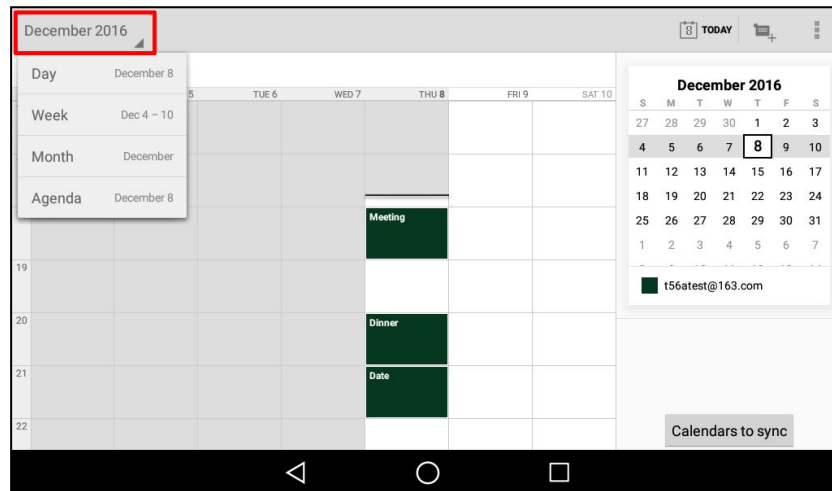 December 2016
8 TODAY
Day December 8
Week Dec 4 – 10
Month December
Agenda December 8
5 TUE 6 WED 7 THU 8 FRI 9 SAT 10
Meeting
19
20
Dinner
21
Date
22
December 2016
S M T W T F S
27 28 29 30 1 2 3
4 5 6 7 8 9 10
11 12 13 14 15 16 17
18 19 20 21 22 23 24
25 26 27 28 29 30 31
1 2 3 4 5 6 7
t56atest@163.com
Calendars to sync